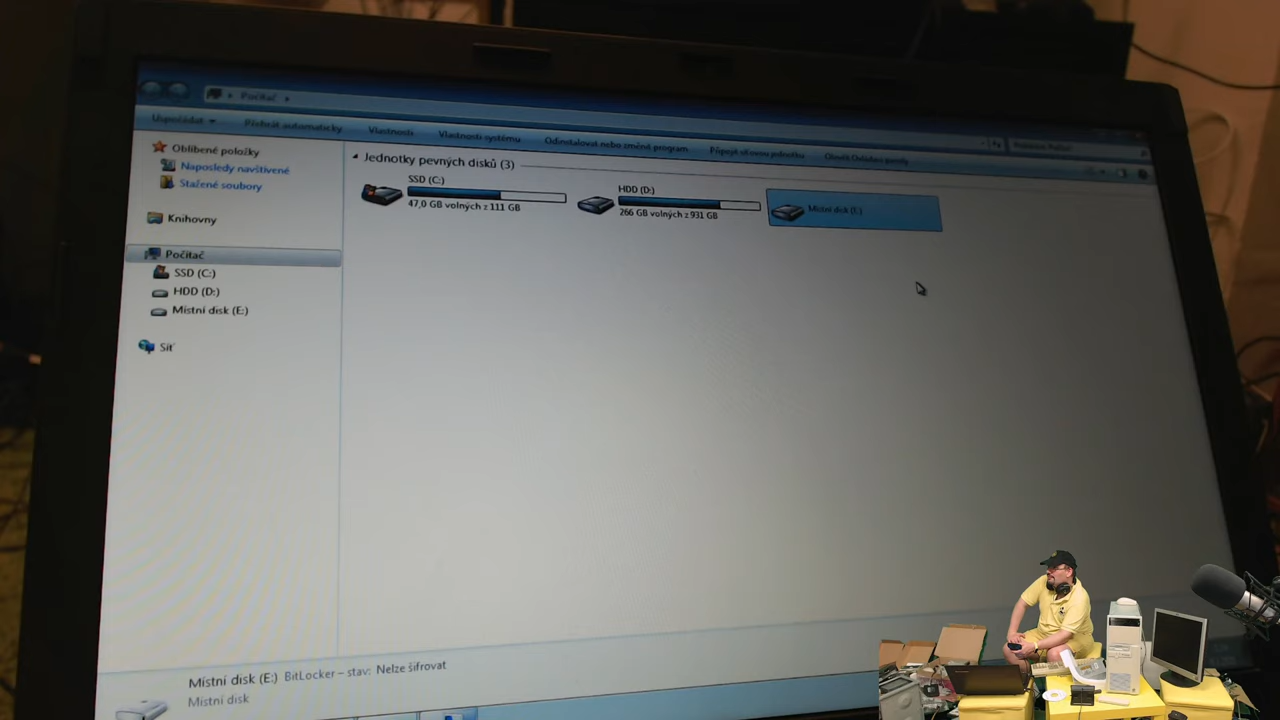 Počítač
Uspořádat
Přehrát automaticky
Vlastnosti
Vlastnosti systému
Odinstalovat nebo změnit program
Připojit síťovou jednotku
Otevřít Ovládací panely
Oblíbené položky
Naposledy navštívené
Stažené soubory
Knihovny
Počítač
SSD (C:)
HDD (D:)
Místní disk (E:)
Síť
Jednotky pevných disků (3)
SSD (C:)
47,0 GB volných z 111 GB
HDD (D:)
266 GB volných z 931 GB
Místní disk (E:)
Místní disk (E:) BitLocker – stav: Nelze šifrovat
Místní disk